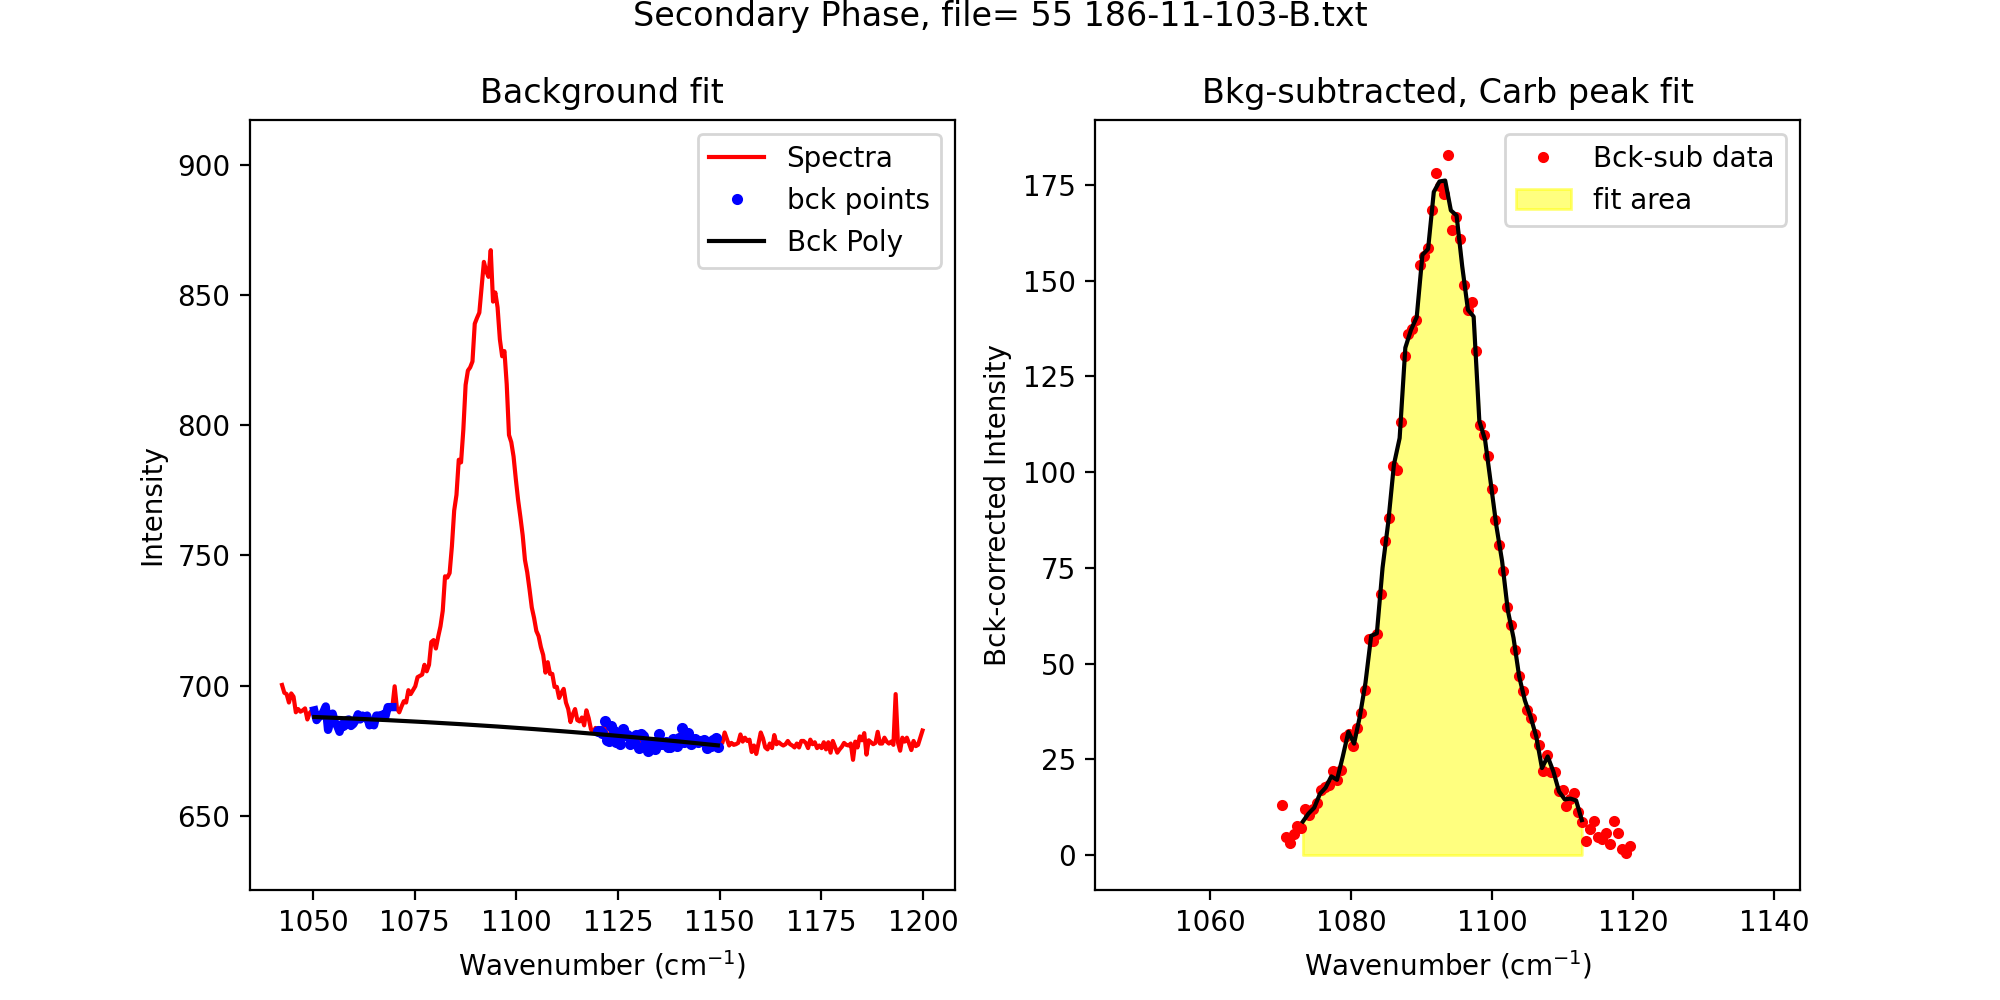 Secondary Phase, file= 55 186-11-103-B.txt
Background fit
Spectra
bck points
Bck Poly
900
850
800
750
700
650
Intensity
1050 1075 1100 1125 1150 1175 1200
Wavenumber (cm⁻¹)
Bkg-subtracted, Carb peak fit
Bck-sub data
fit area
175
150
125
100
75
50
25
0
Bck-corrected Intensity
1060 1080 1100 1120 1140
Wavenumber (cm⁻¹)